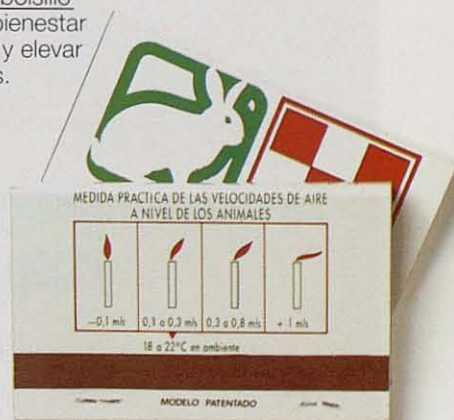 bolsillo
bienestar
y elevar
s.
MEDIDA PRACTICA DE LAS VELOCIDADES DE AIRE
A NIVEL DE LOS ANIMALES
—0,1 m/s 0,1 a 0,3 m/s 0,3 a 0,8 m/s + 1 m/s
18 a 22°C en ambiente
MODELO PATENTADO